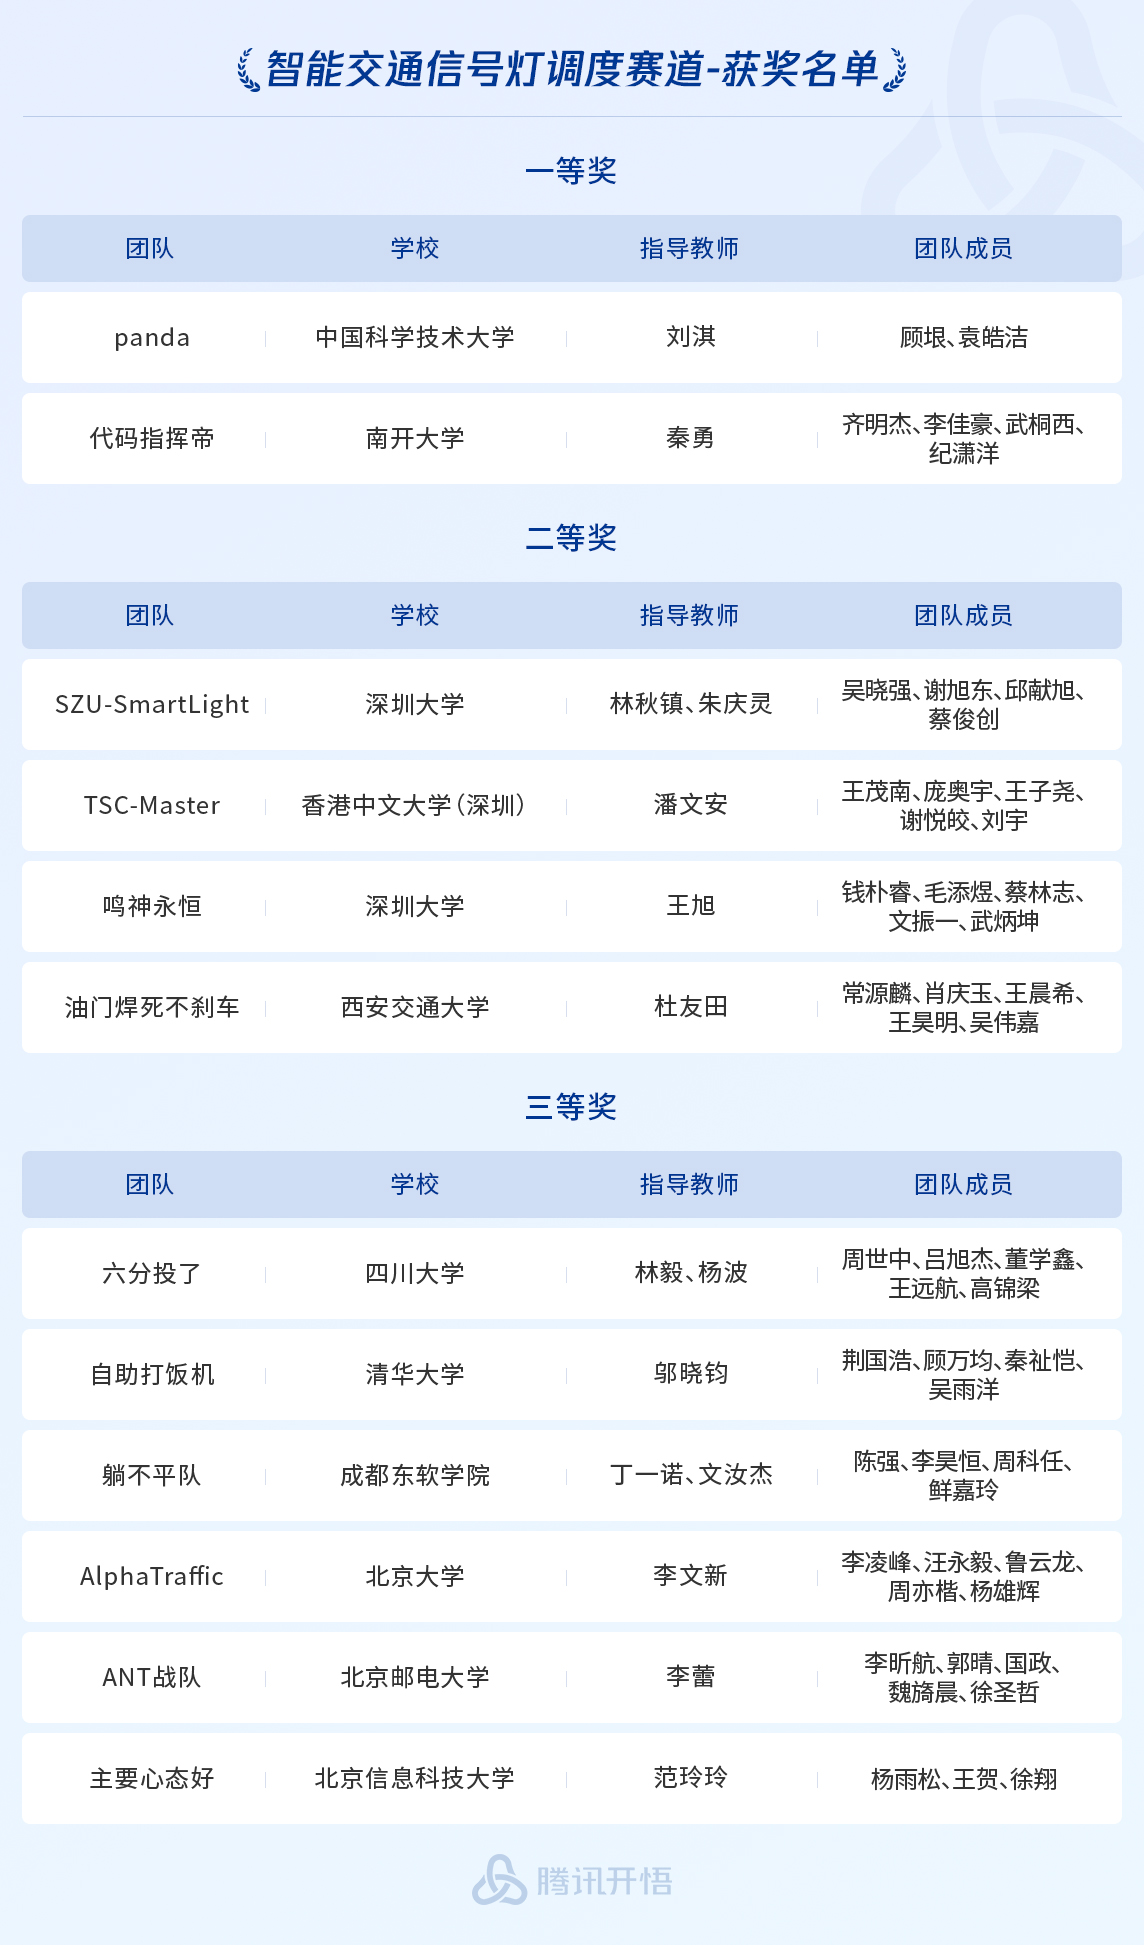 智能交通信号灯调度赛道-获奖名单
一等奖
团队 学校 指导教师 团队成员
panda 中国科学技术大学 刘淇 顾垠、袁皓洁
代码指挥帝 南开大学 秦勇 齐明杰、李佳豪、武桐西、
纪潇洋
二等奖
团队 学校 指导教师 团队成员
SZU-SmartLight 深圳大学 林秋镇、朱庆灵 吴晓强、谢旭东、邱献旭、
蔡俊创
TSC-Master 香港中文大学（深圳） 潘文安 王茂南、庞奥宇、王子尧、
谢悦皎、刘宇
鸣神永恒 深圳大学 王旭 钱朴睿、毛添煜、蔡林志、
文振一、武炳坤
油门焊死不刹车 西安交通大学 杜友田 常源麟、肖庆玉、王晨希、
王昊明、吴伟嘉
三等奖
团队 学校 指导教师 团队成员
六分投了 四川大学 林毅、杨波 周世中、吕旭杰、董学鑫、
王远航、高锦梁
自助打饭机 清华大学 邬晓钧 荆国浩、顾万均、秦祉恺、
吴雨洋
躺不平队 成都东软学院 丁一诺、文汝杰 陈强、李昊恒、周科任、
鲜嘉玲
AlphaTraffic 北京大学 李文新 李凌峰、汪永毅、鲁云龙、
周亦楷、杨雄辉
ANT战队 北京邮电大学 李蕾 李昕航、郭晴、国政、
魏旖晨、徐圣哲
主要心态好 北京信息科技大学 范玲玲 杨雨松、王贺、徐翔
腾讯开悟